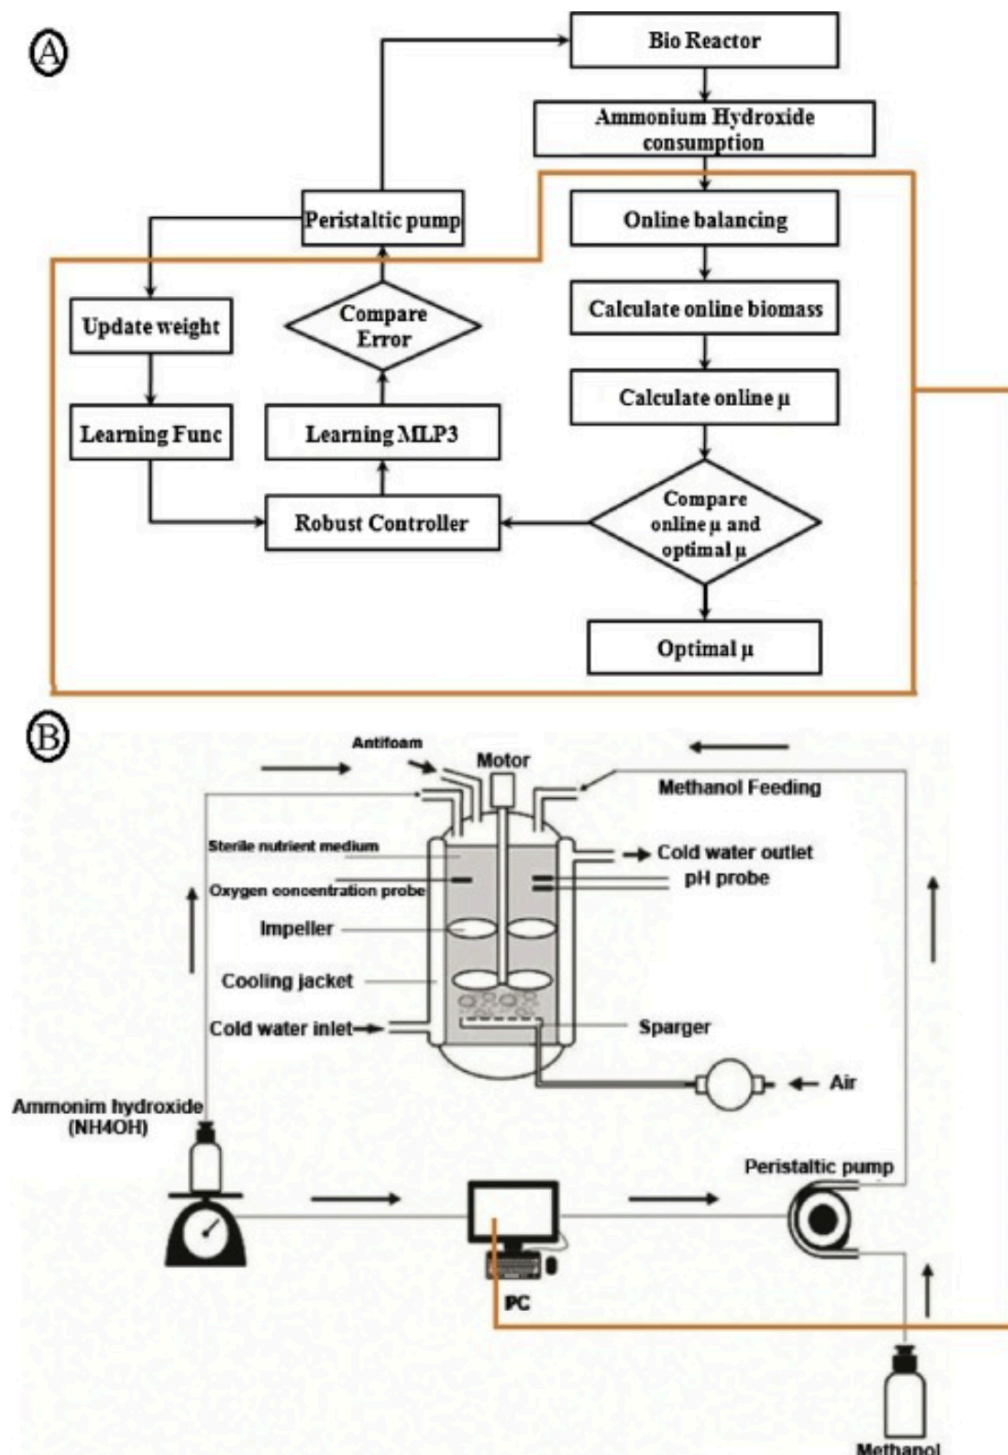 A
Bio Reactor
Ammonium Hydroxide
consumption
Peristaltic pump
Online balancing
Update weight
Compare
Error
Calculate online biomass
Learning Func
Learning MLP3
Calculate online μ
Robust Controller
Compare
online μ and
optimal μ
Optimal μ
B
Antifoam
Motor
Methanol Feeding
Sterile nutrient medium
Cold water outlet
Oxygen concentration probe
pH probe
Impeller
Cooling jacket
Cold water inlet
Sparger
Air
Ammonim hydroxide
(NH4OH)
Peristaltic pump
PC
Methanol